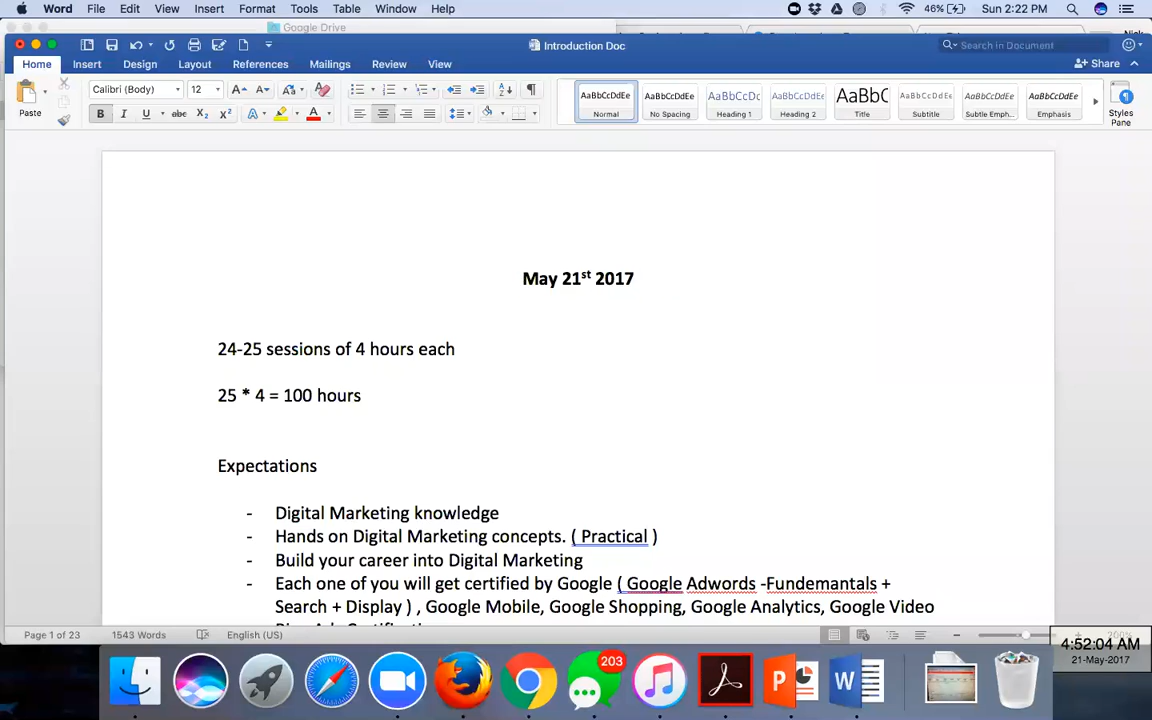 Word File Edit View Insert Format Tools Table Window Help 46% Sun 2:22 PM
Google Drive
Introduction Doc Search in Document
Home Insert Design Layout References Mailings Review View Share
Calibri (Body) 12
Paste
AaBbCcDdEe AaBbCcDdEe AaBbCcDc AaBbCcDdEe AaBbC AaBbCcDdEe AaBbCcDdEe AaBbCcDdEe
Normal No Spacing Heading 1 Heading 2 Title Subtitle Subtle Emph... Emphasis Styles Pane
May 21st 2017
24-25 sessions of 4 hours each
25 * 4 = 100 hours
Expectations
- Digital Marketing knowledge
- Hands on Digital Marketing concepts. ( Practical )
- Build your career into Digital Marketing
- Each one of you will get certified by Google ( Google Adwords -Fundemantals +
Search + Display ) , Google Mobile, Google Shopping, Google Analytics, Google Video
Page 1 of 23 1543 Words English (US) 200%
4:52:04 AM
21-May-2017
203